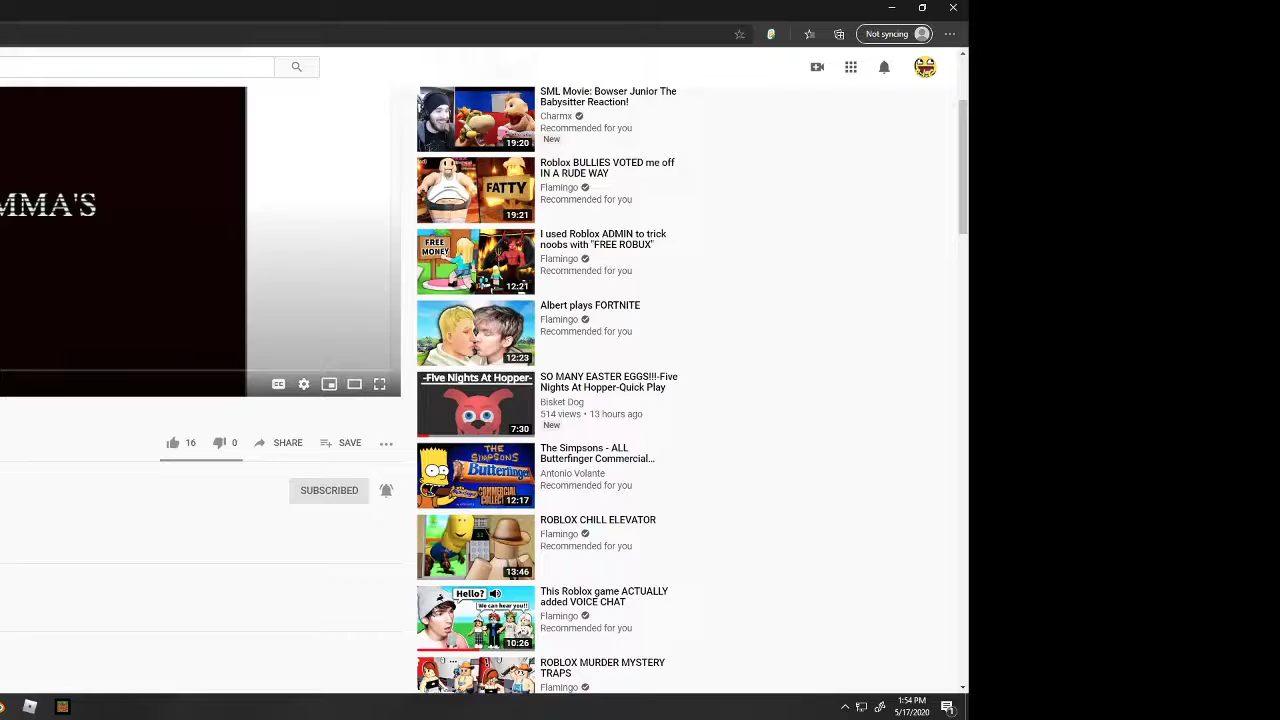 Not syncing
MMA'S
SML Movie: Bowser Junior The
Babysitter Reaction!
Charmx
Recommended for you
New
19:20
Roblox BULLIES VOTED me off
IN A RUDE WAY
Flamingo
Recommended for you
FATTY
19:21
I used Roblox ADMIN to trick
noobs with "FREE ROBUX"
Flamingo
Recommended for you
FREE
MONEY
12:21
Albert plays FORTNITE
Flamingo
Recommended for you
12:23
SO MANY EASTER EGGS!!!-Five
Nights At Hopper-Quick Play
Bisket Dog
514 views • 13 hours ago
New
-Five Nights At Hopper-
7:30
The Simpsons - ALL
Butterfinger Commercial...
Antonio Volante
Recommended for you
THE
SIMPSONS
Butterfinger
COMMERCIAL
12:17
ROBLOX CHILL ELEVATOR
Flamingo
Recommended for you
13:46
This Roblox game ACTUALLY
added VOICE CHAT
Flamingo
Recommended for you
Hello?
We can hear you!!
10:26
ROBLOX MURDER MYSTERY
TRAPS
Flamingo
CC
16
0
SHARE
SAVE
SUBSCRIBED
1:54 PM
5/17/2020
1